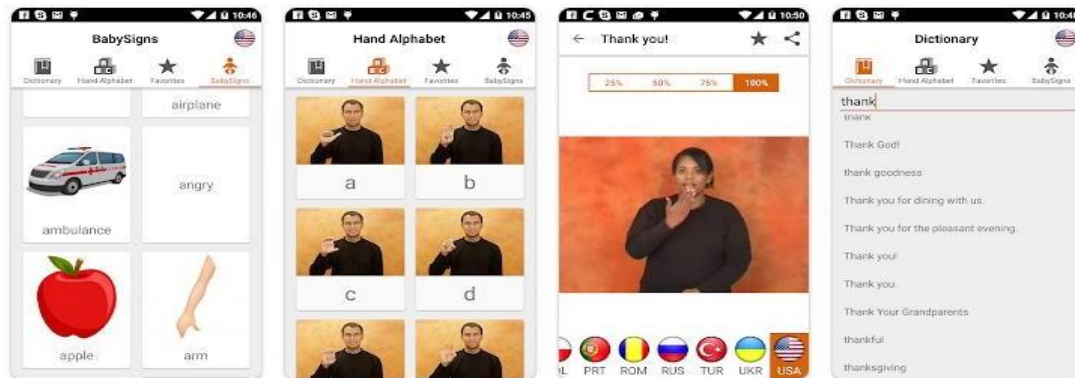 10:46
BabySigns
Dictionary Hand Alphabet Favorites BabySigns
airplane
angry
ambulance
apple
arm
10:45
Hand Alphabet
Dictionary Hand Alphabet Favorites BabySigns
a
b
c
d
10:50
Thank you!
25% 50% 75% 100%
PRT ROM RUS TUR UKR USA
Dictionary
Dictionary Hand Alphabet Favorites BabySigns
thank
thank
Thank God!
thank goodness
Thank you for dining with us.
Thank you for the pleasant evening.
Thank you!
Thank you.
Thank Your Grandparents
thankful
thanksgiving